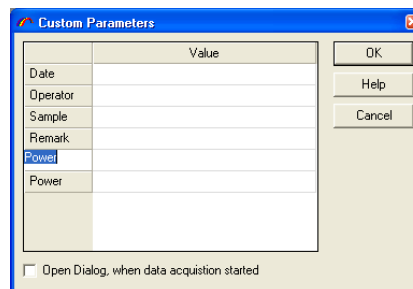 Custom Parameters
Value
OK
Date
Help
Operator
Sample
Cancel
Remark
Power
Power
Open Dialog, when data acquistion started